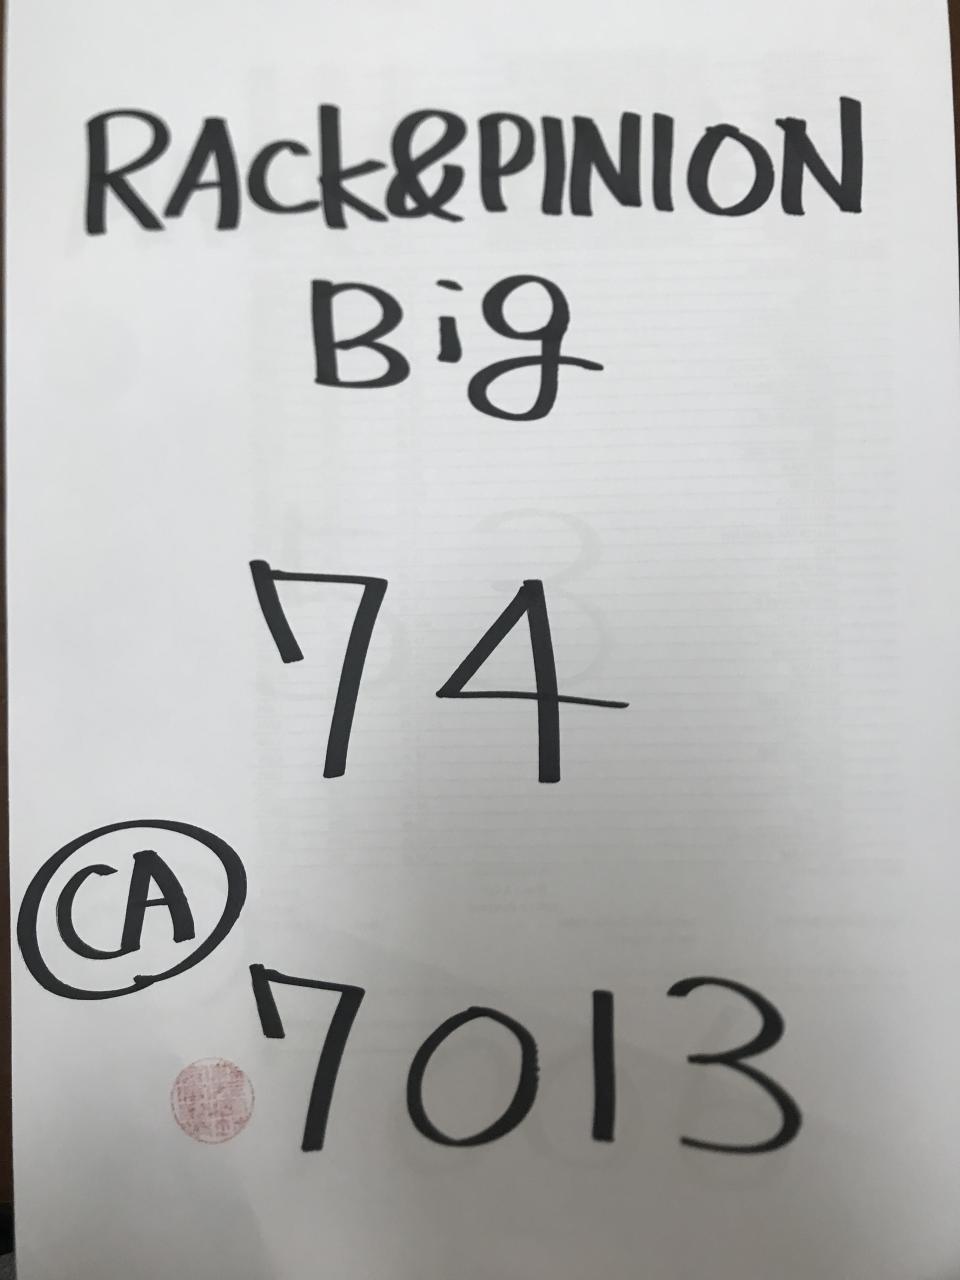 RACk&PINION
Big
74
CA
7013